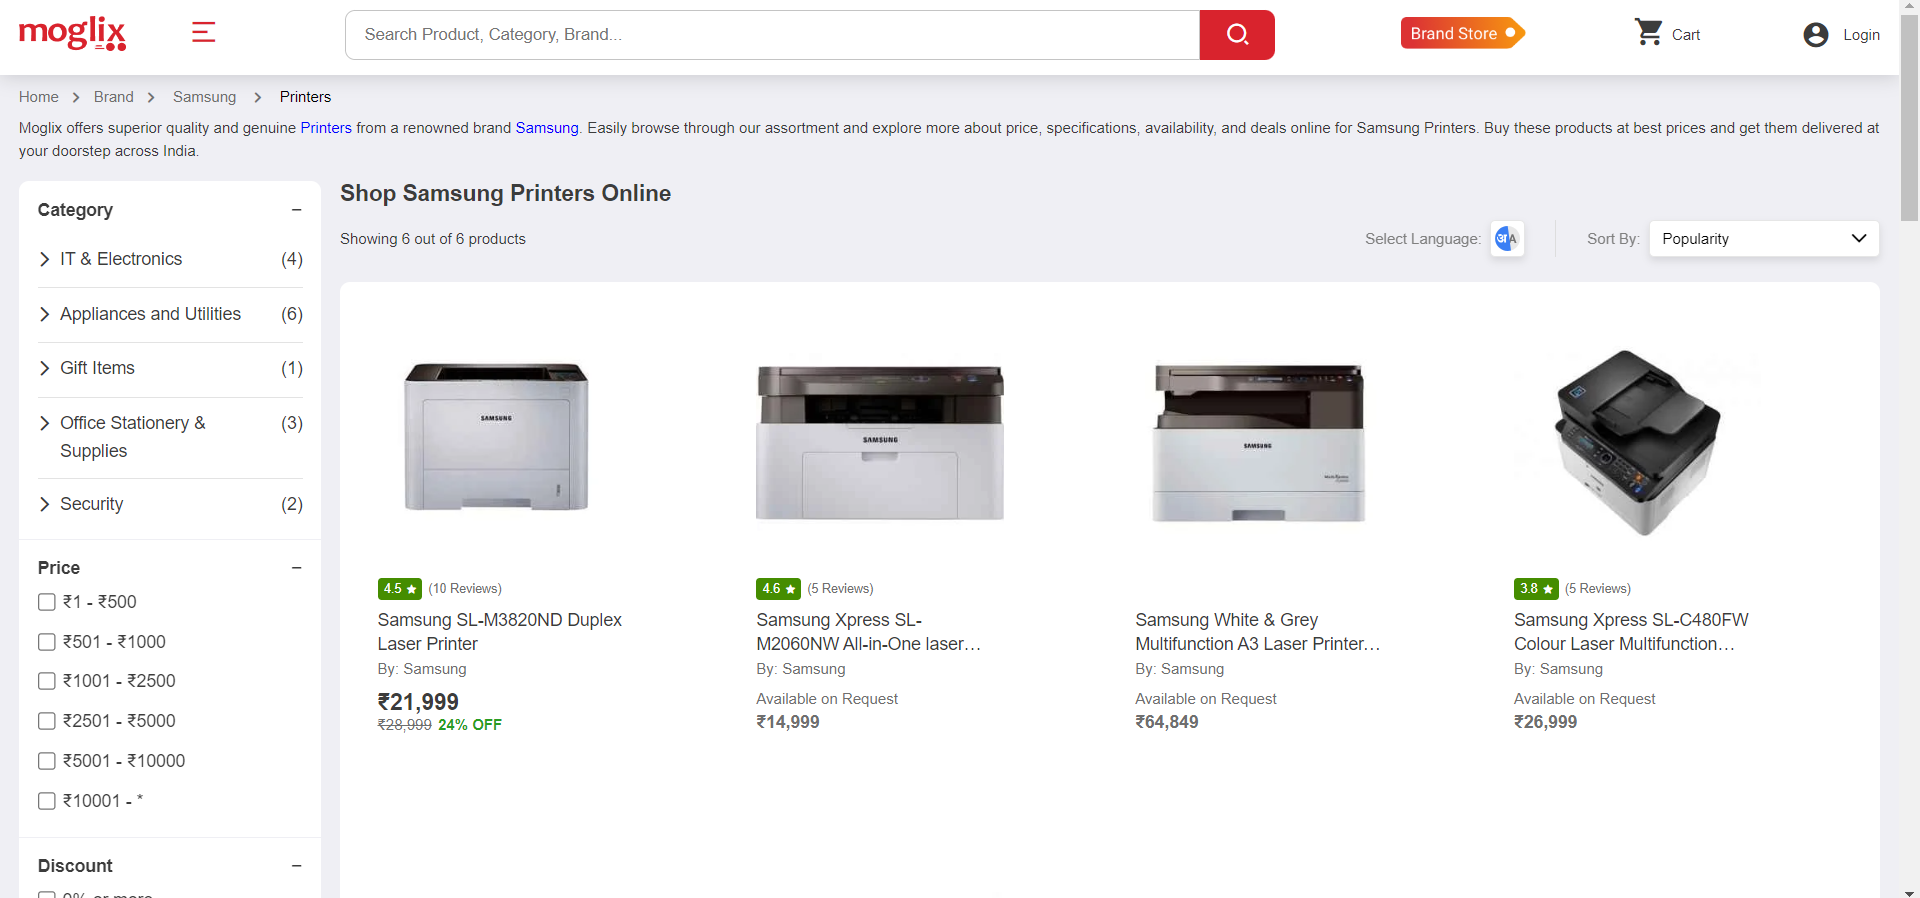 moglix
Search Product, Category, Brand...
Brand Store
Cart
Login
Home > Brand > Samsung > Printers
Moglix offers superior quality and genuine Printers from a renowned brand Samsung. Easily browse through our assortment and explore more about price, specifications, availability, and deals online for Samsung Printers. Buy these products at best prices and get them delivered at
your doorstep across India.
Category
IT & Electronics (4)
Appliances and Utilities (6)
Gift Items (1)
Office Stationery & (3)
Supplies
Security (2)
Price
₹1 - ₹500
₹501 - ₹1000
₹1001 - ₹2500
₹2501 - ₹5000
₹5001 - ₹10000
₹10001 - *
Discount
Shop Samsung Printers Online
Showing 6 out of 6 products
Select Language: अ A
Sort By: Popularity
SAMSUNG
4.5 ★ (10 Reviews)
Samsung SL-M3820ND Duplex
Laser Printer
By: Samsung
₹21,999
₹28,999 24% OFF
SAMSUNG
4.6 ★ (5 Reviews)
Samsung Xpress SL-
M2060NW All-in-One laser...
By: Samsung
Available on Request
₹14,999
SAMSUNG
Samsung White & Grey
Multifunction A3 Laser Printer...
By: Samsung
Available on Request
₹64,849
3.8 ★ (5 Reviews)
Samsung Xpress SL-C480FW
Colour Laser Multifunction...
By: Samsung
Available on Request
₹26,999